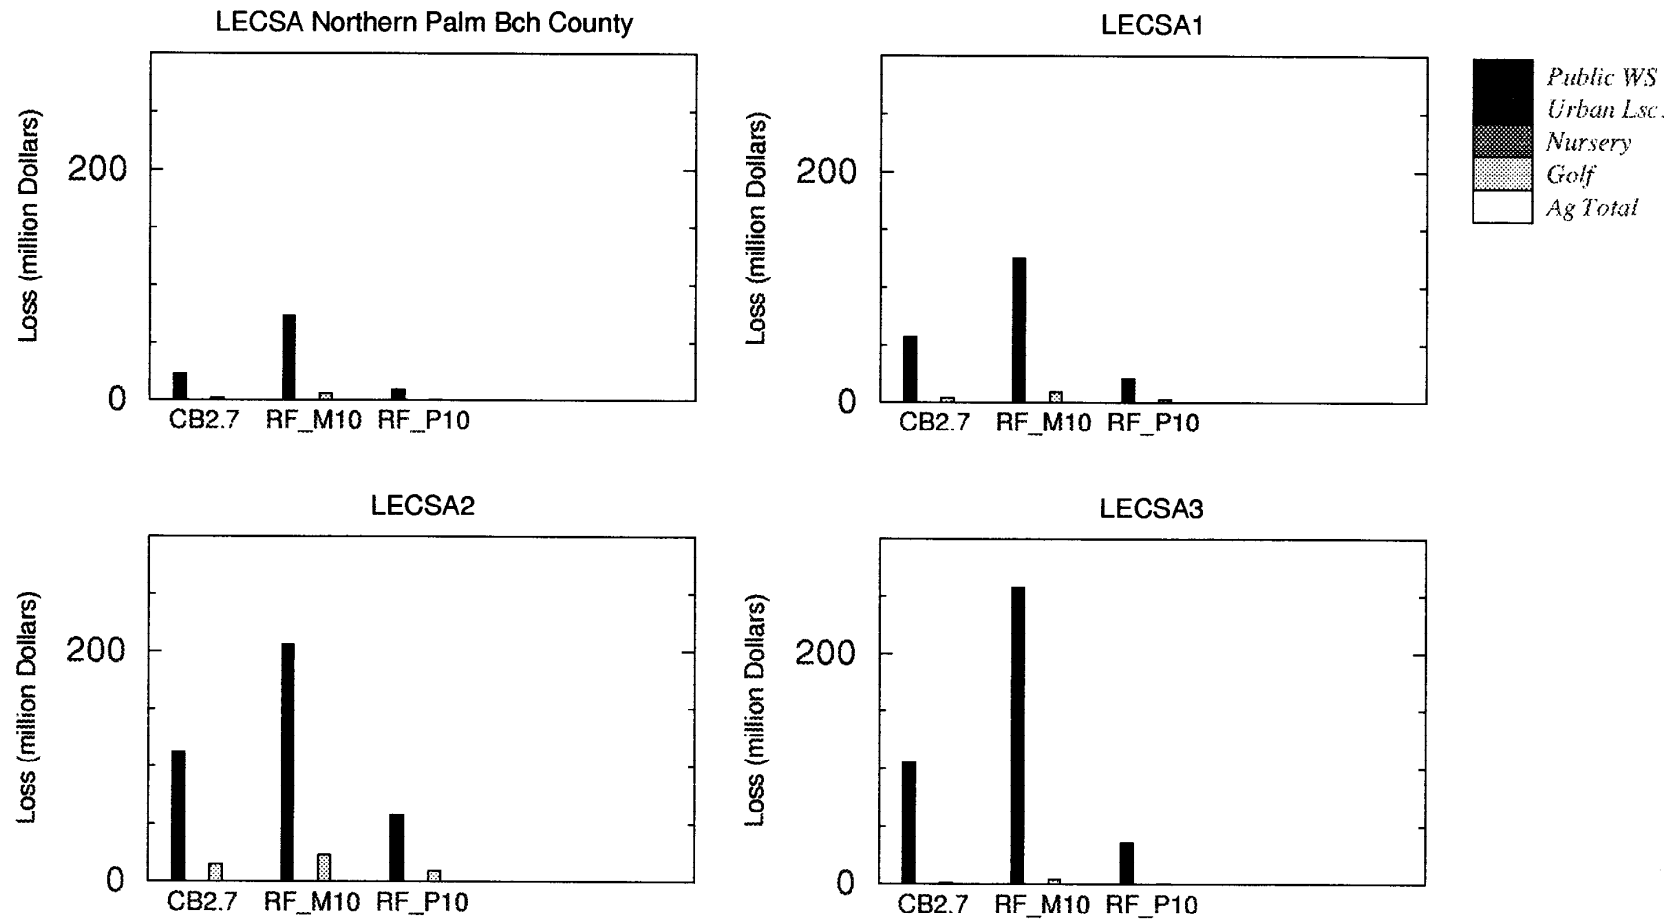 LECSA Northern Palm Bch County
Loss (million Dollars)
200
0
CB2.7 RF_M10 RF_P10
LECSA1
Loss (million Dollars)
200
0
CB2.7 RF_M10 RF_P10
Public WS
Urban Lsc.
Nursery
Golf
Ag Total
LECSA2
Loss (million Dollars)
200
0
CB2.7 RF_M10 RF_P10
LECSA3
Loss (million Dollars)
200
0
CB2.7 RF_M10 RF_P10